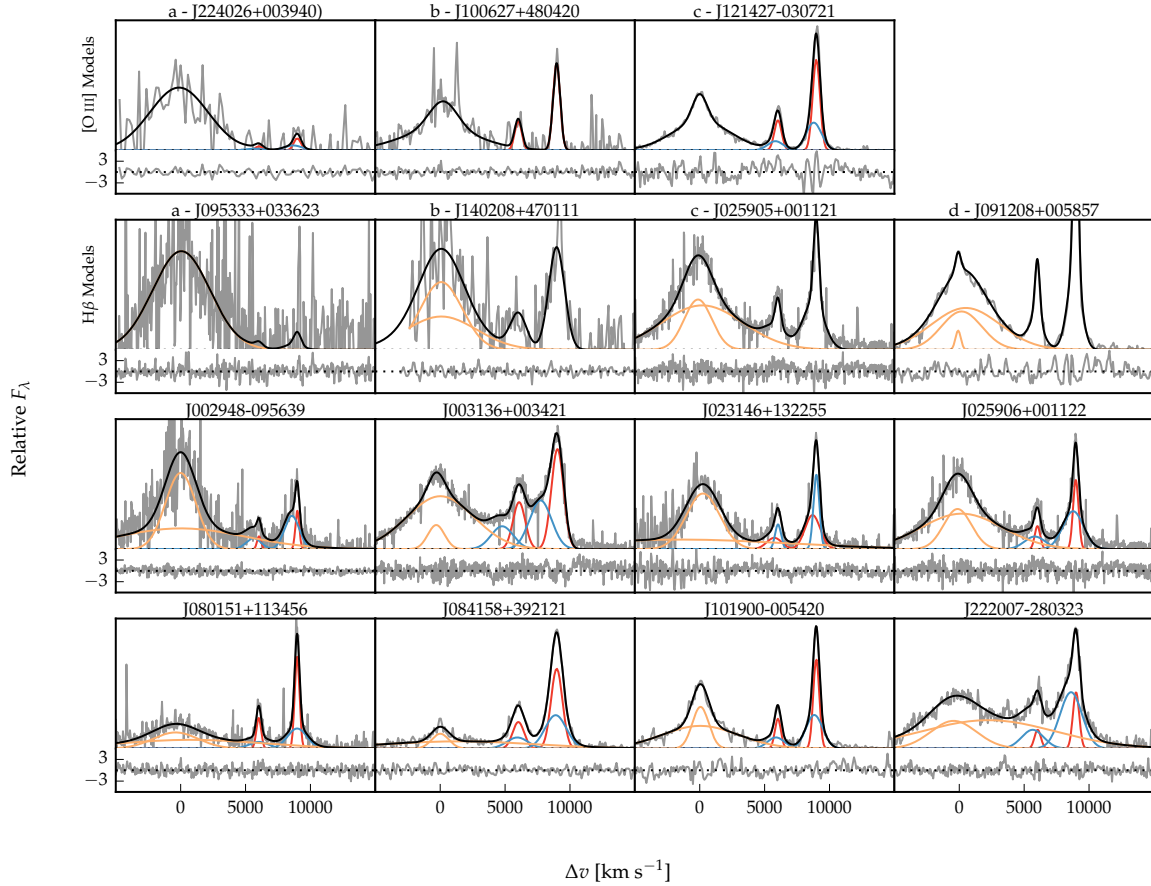 a - J224026+003940)
b - J100627+480420
c - J121427-030721
[O III] Models
3
−3
a - J095333+033623
b - J140208+470111
c - J025905+001121
d - J091208+005857
Hβ Models
3
−3
Relative Fλ
J002948-095639
J003136+003421
J023146+132255
J025906+001122
3
−3
J080151+113456
J084158+392121
J101900-005420
J222007-280323
3
−3
0 5000 10000
0 5000 10000
0 5000 10000
0 5000 10000
Δv [km s⁻¹]